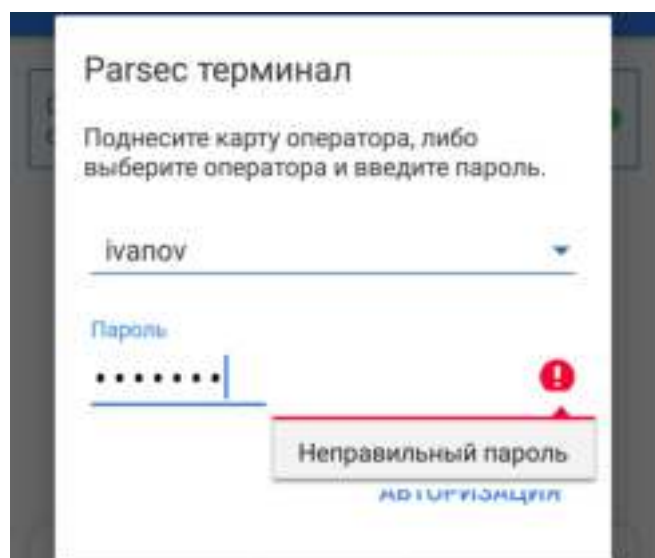 Parsec терминал
Поднесите карту оператора, либо
выберите оператора и введите пароль.
ivanov
Пароль
•••••••
Неправильный пароль
АВТОРИЗАЦИЯ